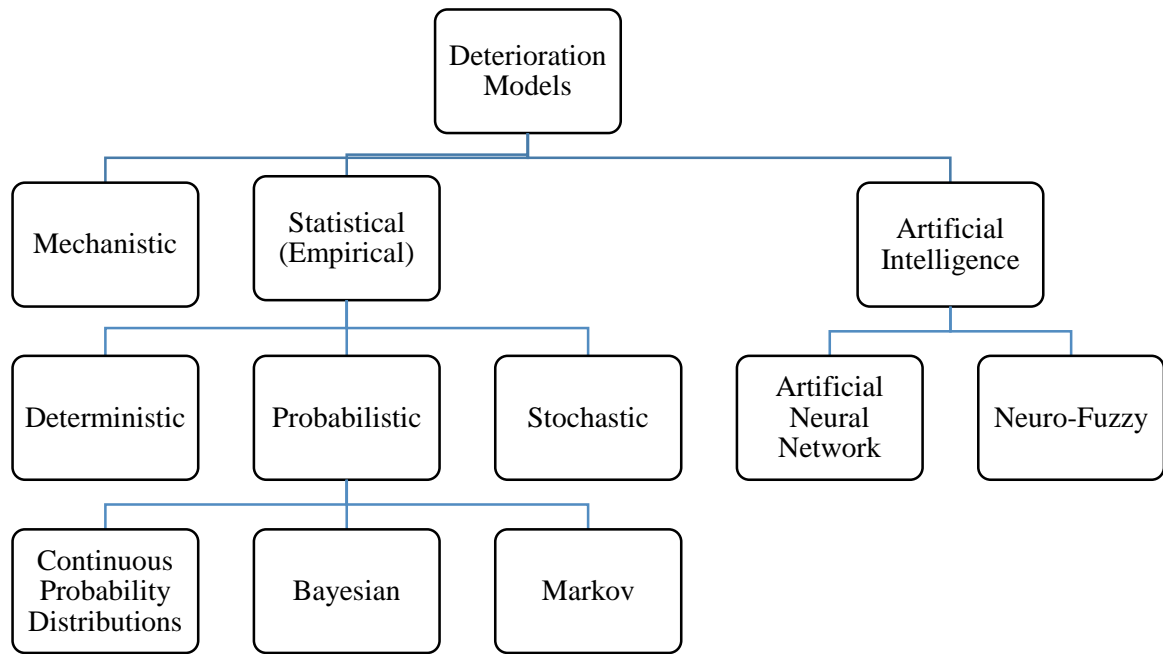 Deterioration
Models
Mechanistic
Statistical
(Empirical)
Artificial
Intelligence
Deterministic
Probabilistic
Stochastic
Artificial
Neural
Network
Neuro-Fuzzy
Continuous
Probability
Distributions
Bayesian
Markov